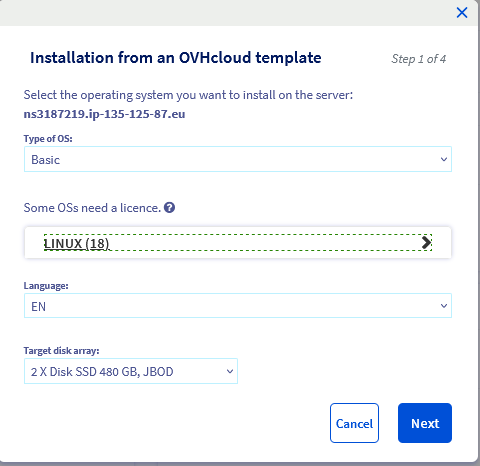 Installation from an OVHcloud template
Step 1 of 4
Select the operating system you want to install on the server:
ns3187219.ip-135-125-87.eu
Type of OS:
Basic
Some OSs need a licence. ?
LINUX (18)
Language:
EN
Target disk array:
2 X Disk SSD 480 GB, JBOD
Cancel
Next